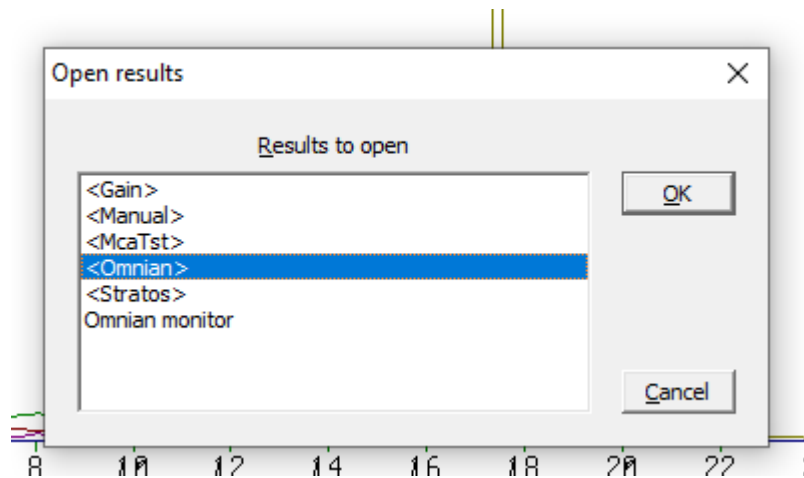 Open results
Results to open
<Gain>
<Manual>
<McaTst>
<Omnian>
<Stratos>
Omnian monitor
OK
Cancel
8 10 12 14 16 18 20 22